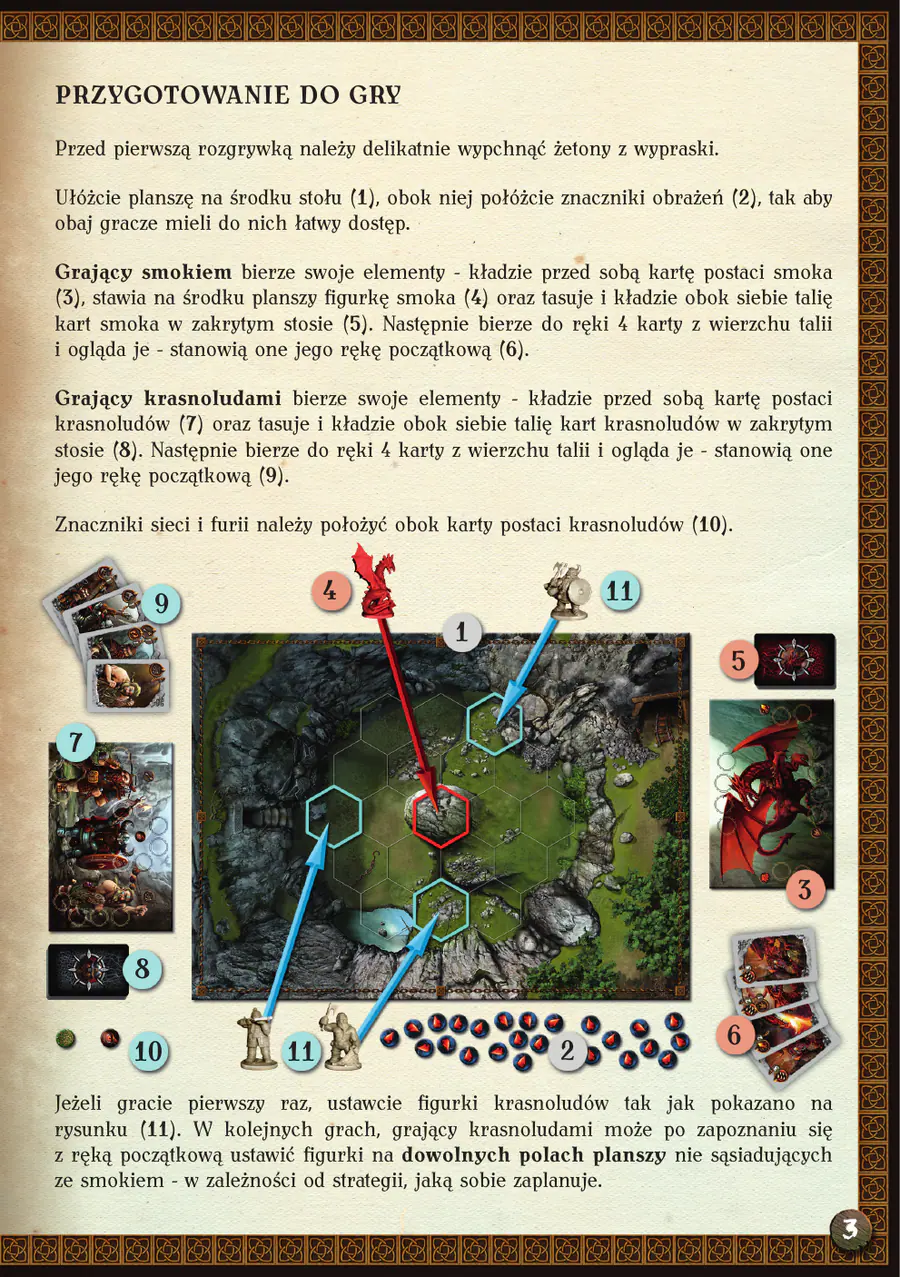 PRZYGOTOWANIE DO GRY
Przed pierwszą rozgrywką należy delikatnie wypchnąć żetony z wypraski.
Ułóżcie planszę na środku stołu (1), obok niej połóżcie znaczniki obrażeń (2), tak aby
obaj gracze mieli do nich łatwy dostęp.
Grający smokiem bierze swoje elementy - kładzie przed sobą kartę postaci smoka
(3), stawia na środku planszy figurkę smoka (4) oraz tasuje i kładzie obok siebie talię
kart smoka w zakrytym stosie (5). Następnie bierze do ręki 4 karty z wierzchu talii
i ogląda je - stanowią one jego rękę początkową (6).
Grający krasnoludami bierze swoje elementy - kładzie przed sobą kartę postaci
krasnoludów (7) oraz tasuje i kładzie obok siebie talię kart krasnoludów w zakrytym
stosie (8). Następnie bierze do ręki 4 karty z wierzchu talii i ogląda je - stanowią one
jego rękę początkową (9).
Znaczniki sieci i furii należy położyć obok karty postaci krasnoludów (10).
9
4
11
1
5
7
3
8
6
10
11
2
Jeżeli gracie pierwszy raz, ustawcie figurki krasnoludów tak jak pokazano na
rysunku (11). W kolejnych grach, grający krasnoludami może po zapoznaniu się
z ręką początkową ustawić figurki na dowolnych polach planszy nie sąsiadujących
ze smokiem - w zależności od strategii, jaką sobie zaplanuje.
3